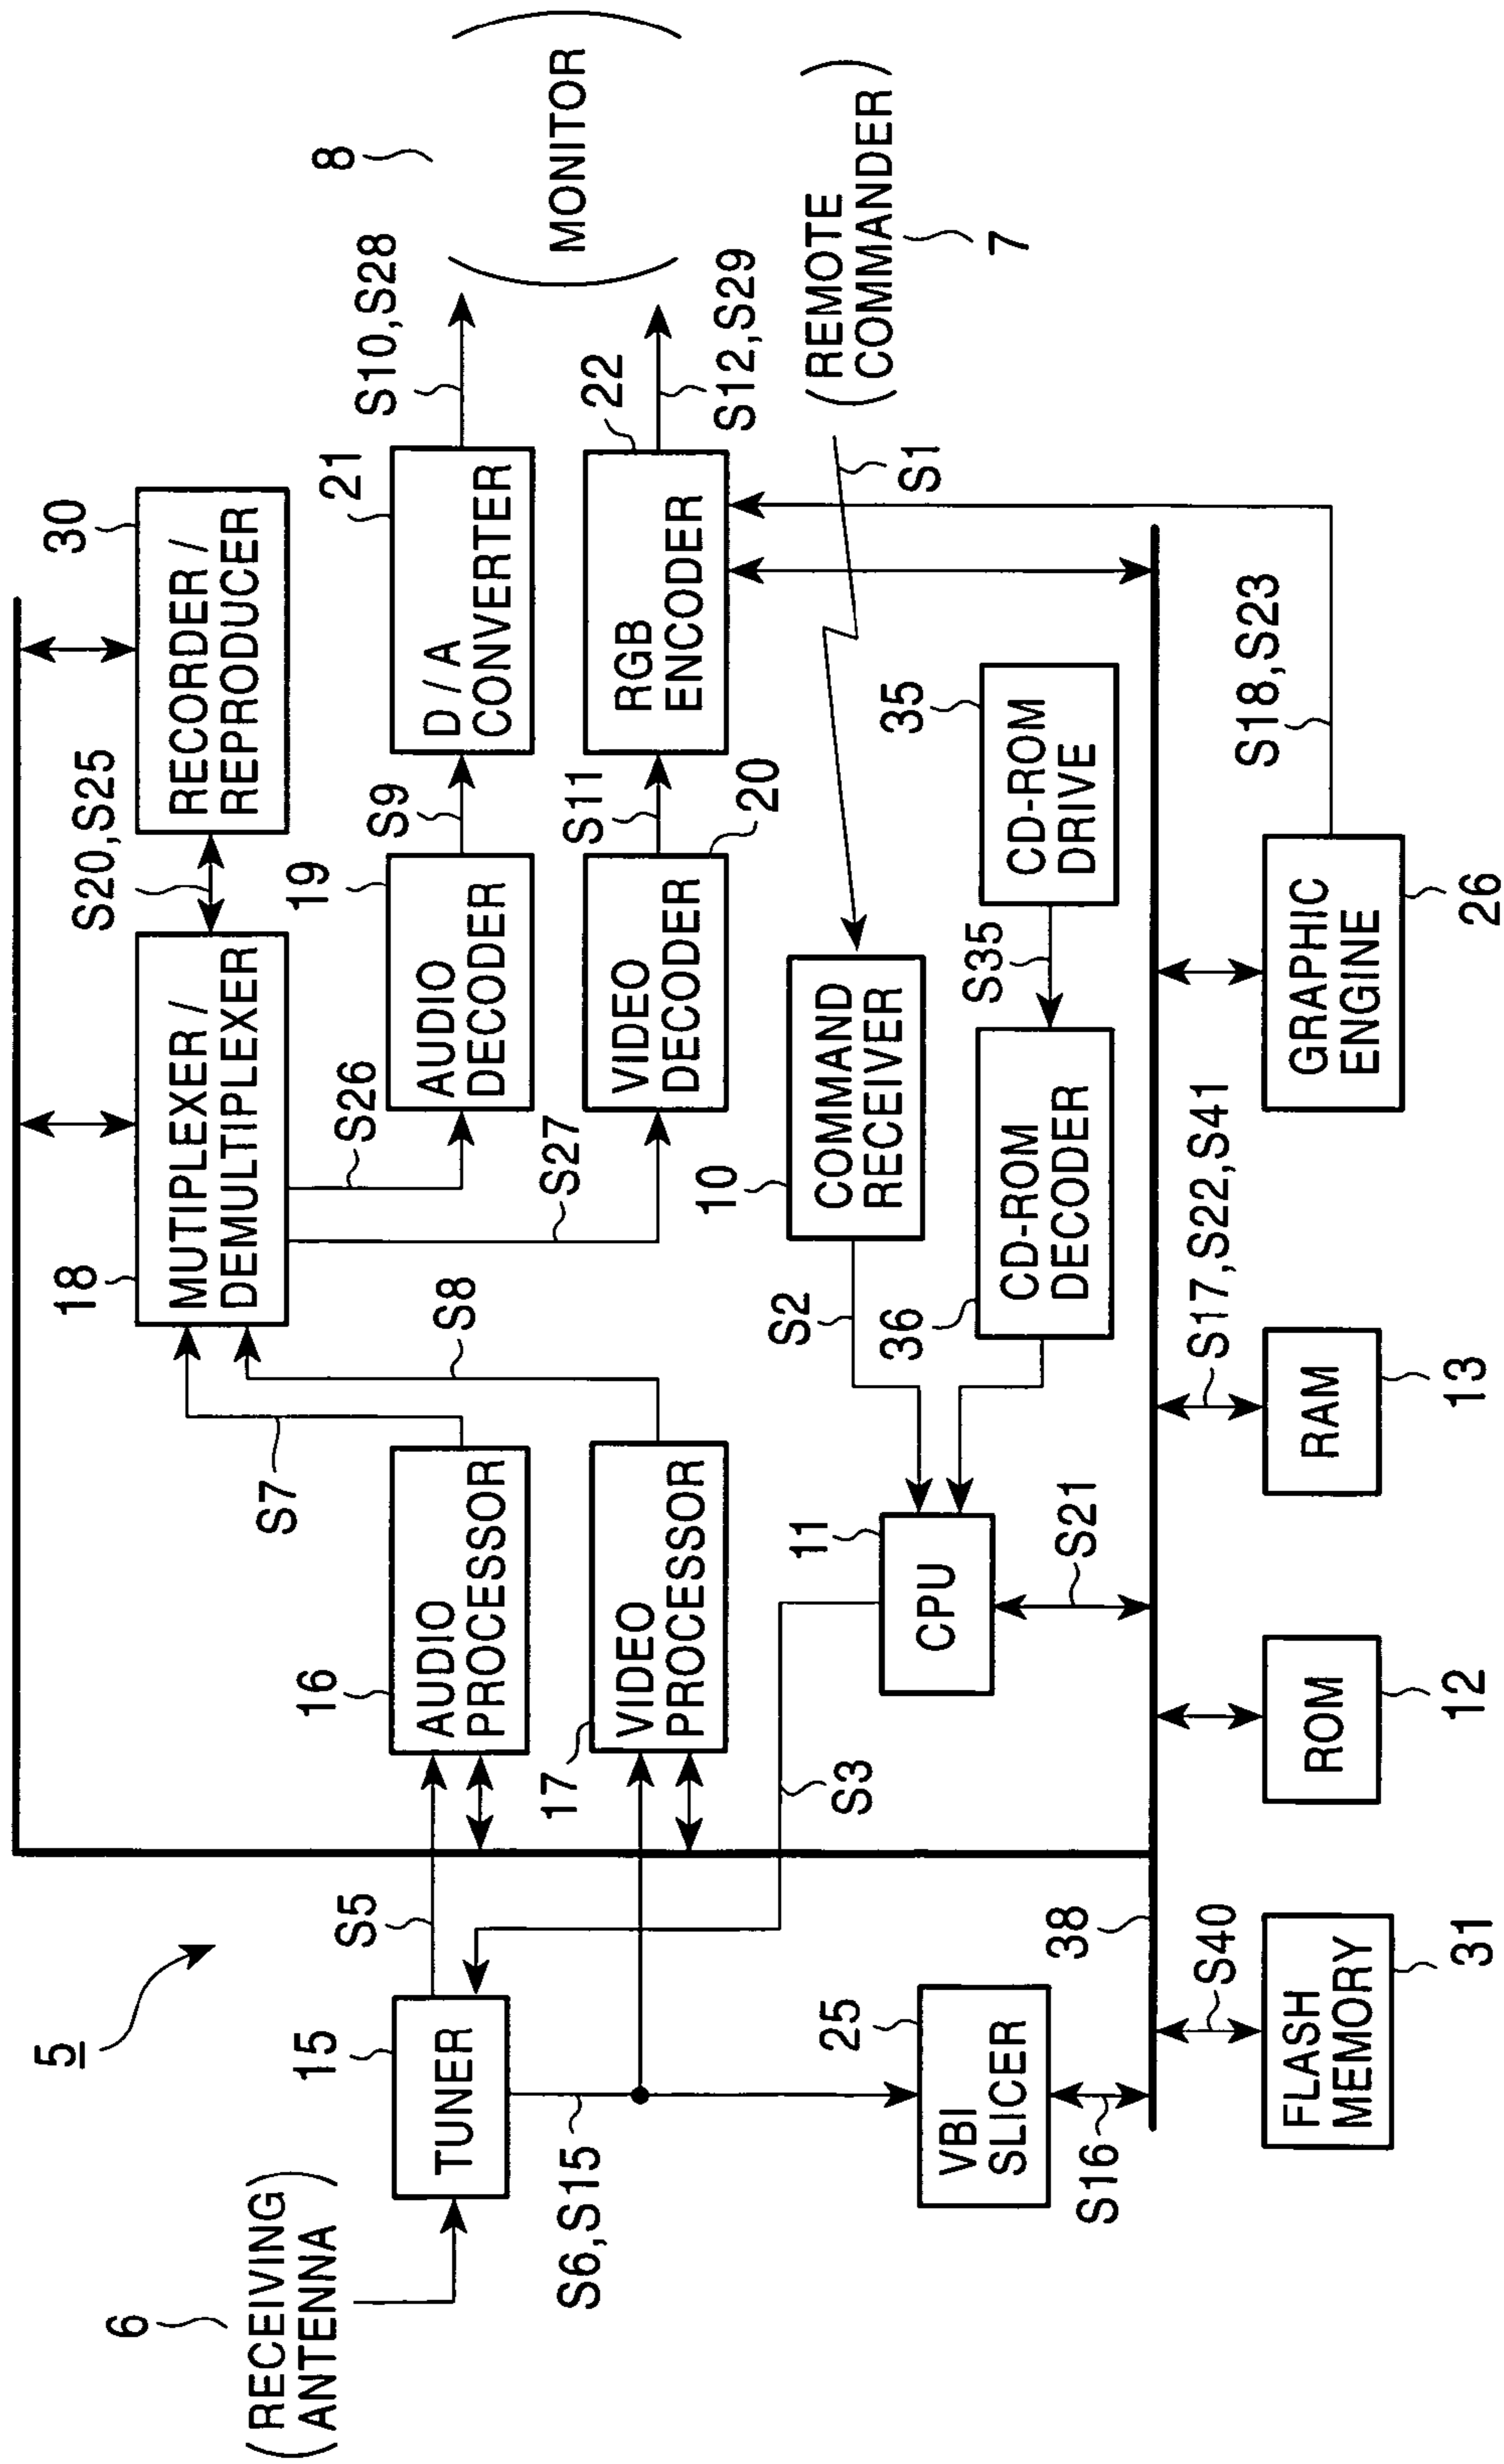 5
6
(RECEIVING
ANTENNA)
15
TUNER
S5
S6,S15
25
VBI
SLICER
S16
38
S40
FLASH
MEMORY
31
16
AUDIO
PROCESSOR
17
VIDEO
PROCESSOR
S3
S7
S8
11
CPU
S21
ROM
12
RAM
13
S17,S22,S41
18
MUTIPLEXER /
DEMULTIPLEXER
S26
S27
S2
10
COMMAND
RECEIVER
36
CD-ROM
DECODER
S35
35
CD-ROM
DRIVE
19
AUDIO
DECODER
20
VIDEO
DECODER
S20,S25
30
RECORDER /
REPRODUCER
S9
S11
21
D / A
CONVERTER
22
RGB
ENCODER
S10,S28
S12,S29
8
(MONITOR)
(REMOTE
COMMANDER)
7
S1
S18,S23
GRAPHIC
ENGINE
26